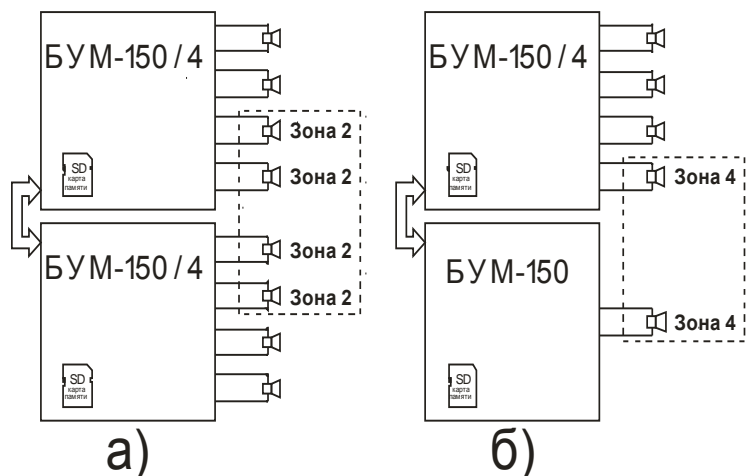 БУМ-150/4
Зона 2
Зона 2
SD
карта
памяти
БУМ-150/4
Зона 2
Зона 2
SD
карта
памяти
а)
БУМ-150/4
Зона 4
SD
карта
памяти
БУМ-150
Зона 4
SD
карта
памяти
б)